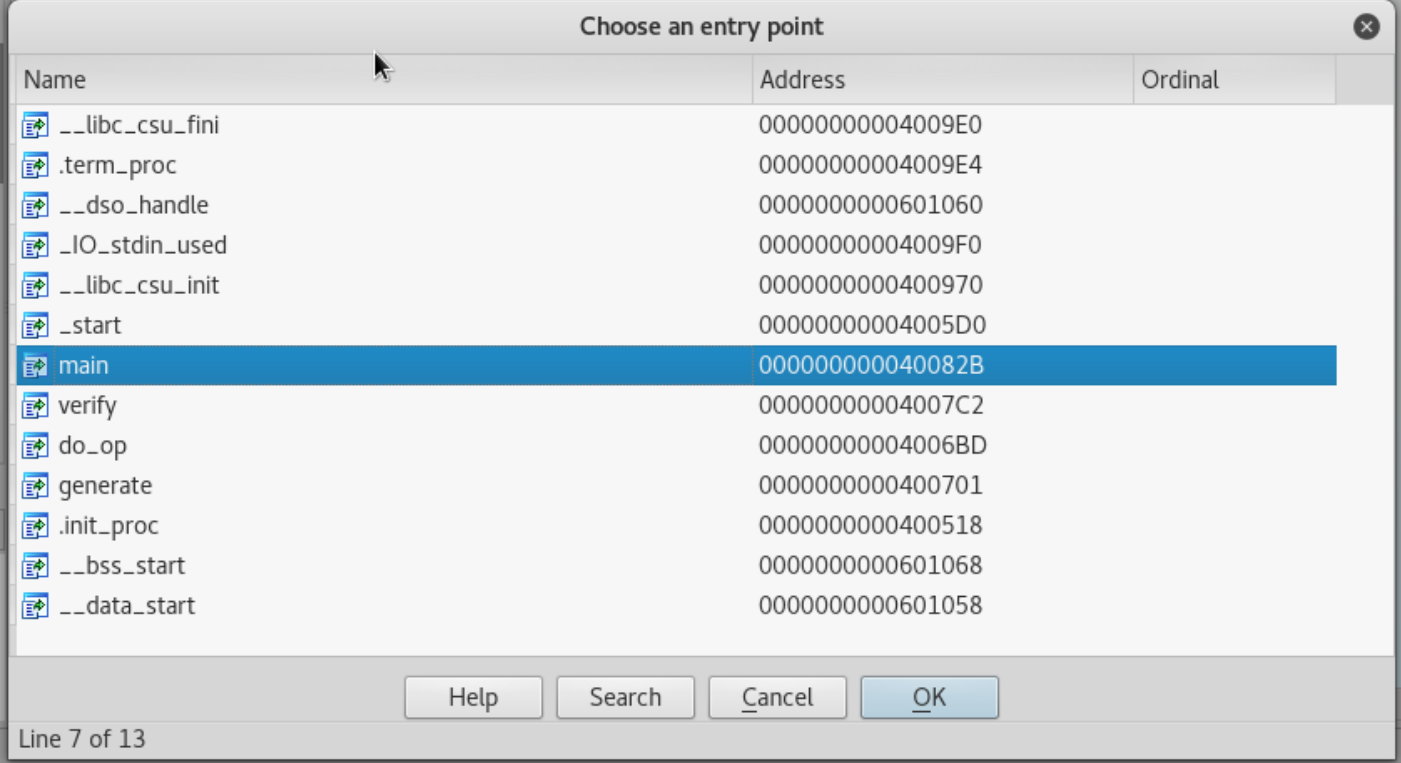 Choose an entry point
Name Address Ordinal
__libc_csu_fini 00000000004009E0
.term_proc 00000000004009E4
__dso_handle 0000000000601060
_IO_stdin_used 00000000004009F0
__libc_csu_init 0000000000400970
_start 00000000004005D0
main 000000000040082B
verify 00000000004007C2
do_op 00000000004006BD
generate 0000000000400701
.init_proc 0000000000400518
__bss_start 0000000000601068
__data_start 0000000000601058
Help Search Cancel OK
Line 7 of 13